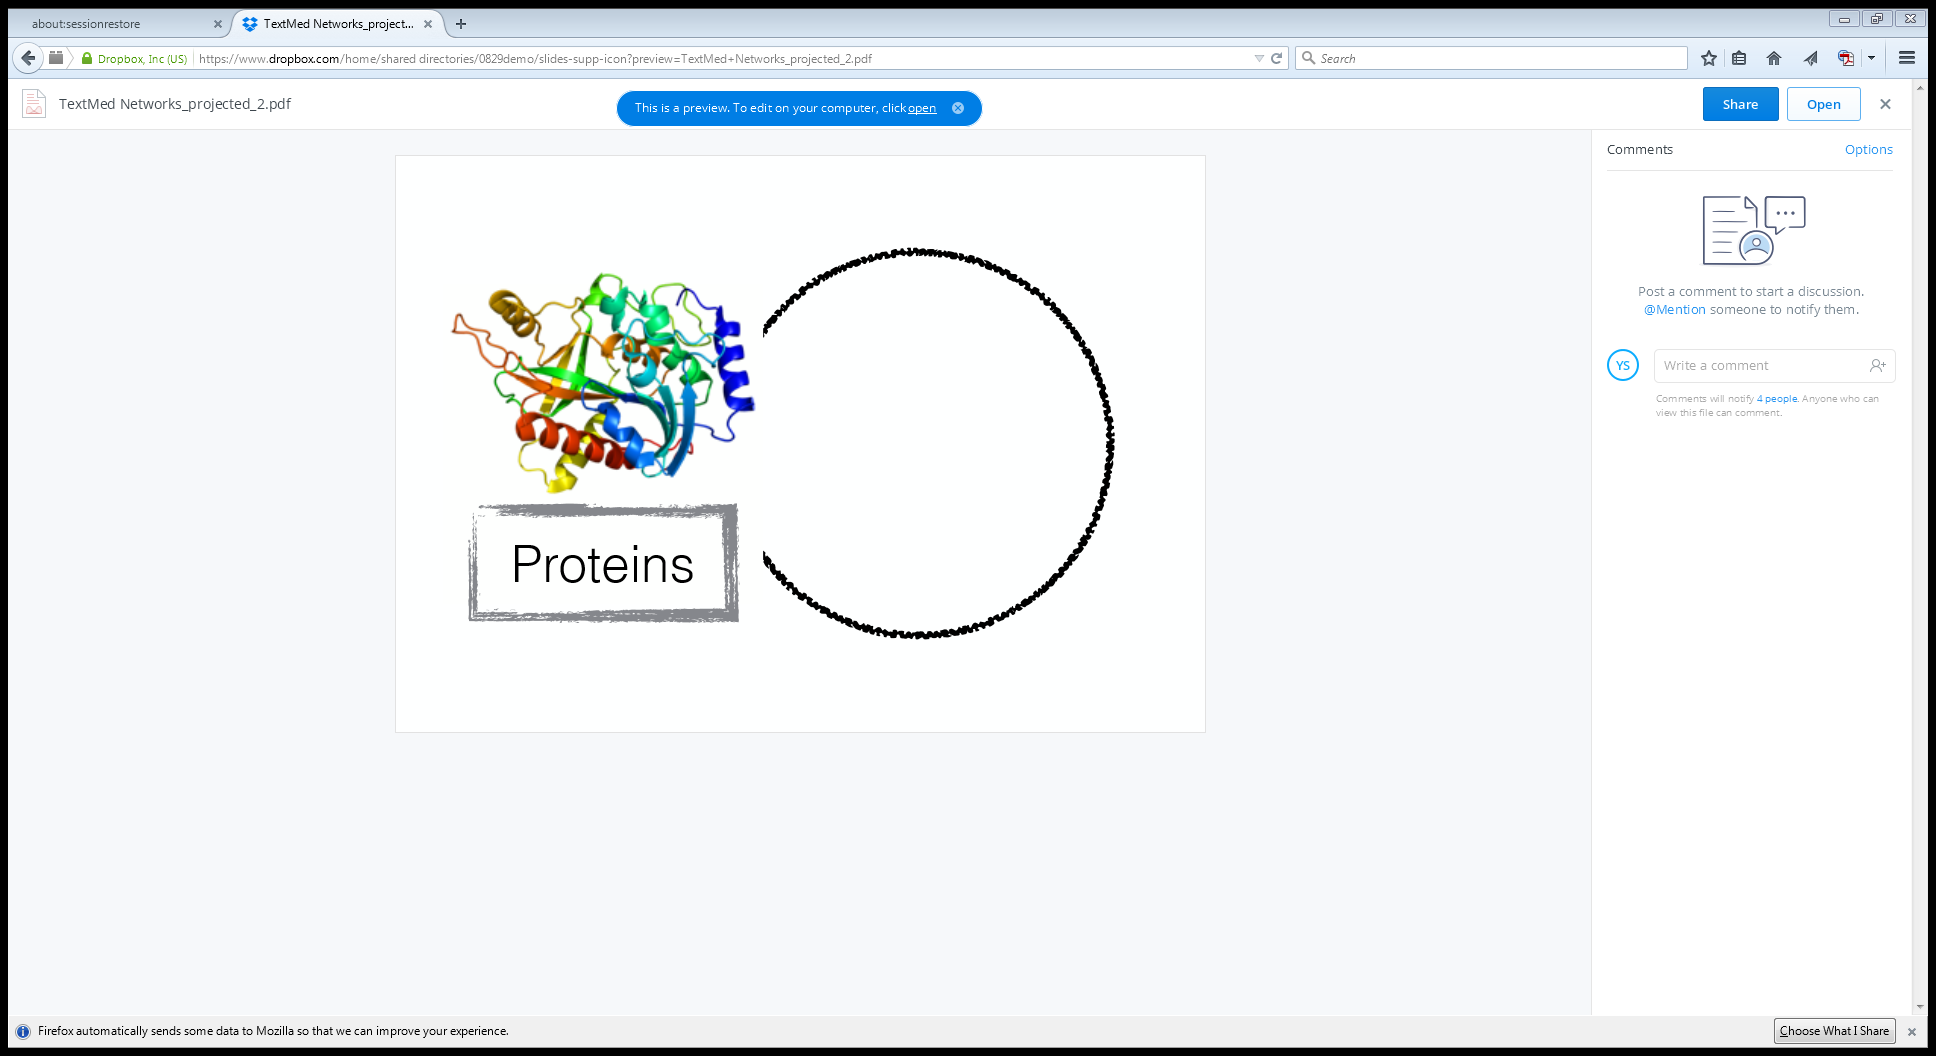 about:sessionrestore
TextMed Networks_project...
Dropbox, Inc (US)
https://www.dropbox.com/home/shared directories/0829demo/slides-supp-icon?preview=TextMed+Networks_projected_2.pdf
Search
TextMed Networks_projected_2.pdf
This is a preview. To edit on your computer, click open
Share
Open
Comments
Options
Post a comment to start a discussion.
@Mention someone to notify them.
YS
Write a comment
Comments will notify 4 people. Anyone who can
view this file can comment.
Proteins
Firefox automatically sends some data to Mozilla so that we can improve your experience.
Choose What I Share